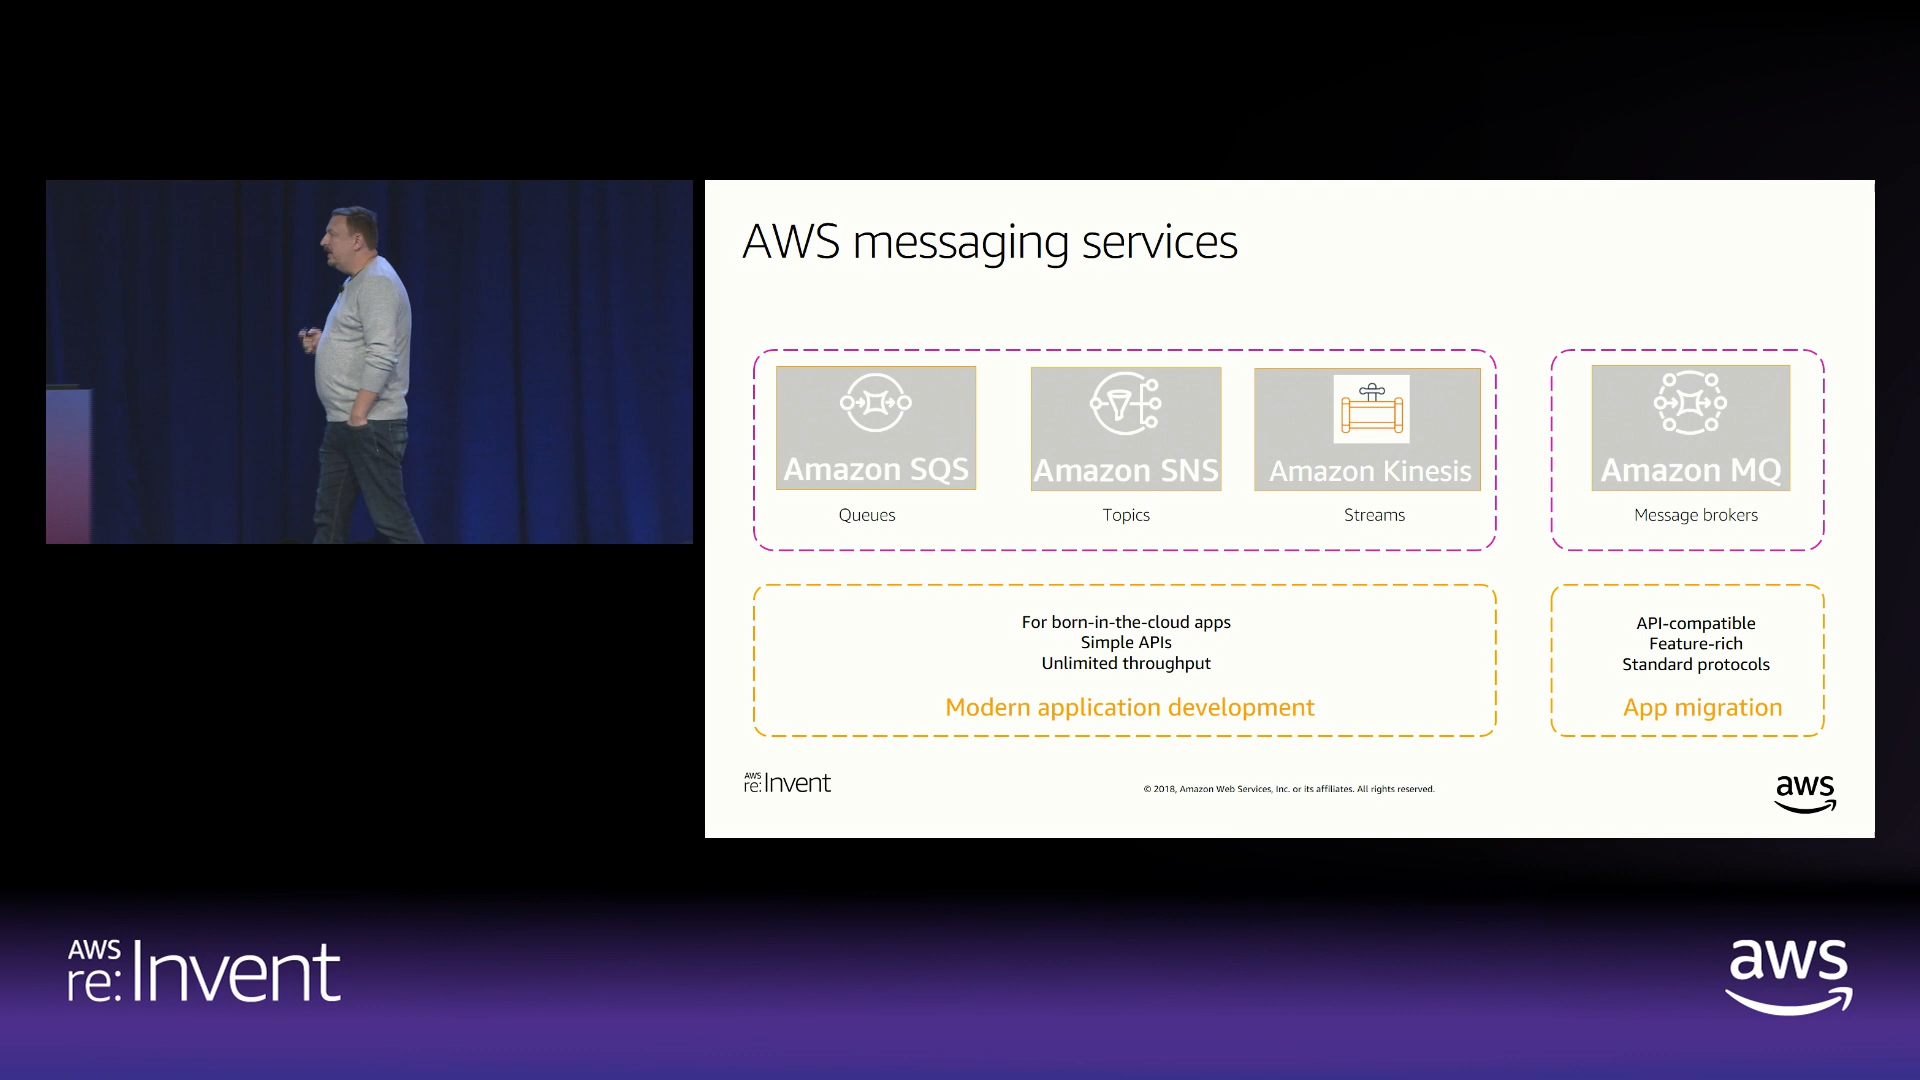 AWS messaging services
Amazon SQS
Amazon SNS
Amazon Kinesis
Amazon MQ
Queues
Topics
Streams
Message brokers
For born-in-the-cloud apps
Simple APIs
Unlimited throughput
Modern application development
API-compatible
Feature-rich
Standard protocols
App migration
AWS
re:Invent
© 2018, Amazon Web Services, Inc. or its affiliates. All rights reserved.
aws
AWS
re:Invent
aws